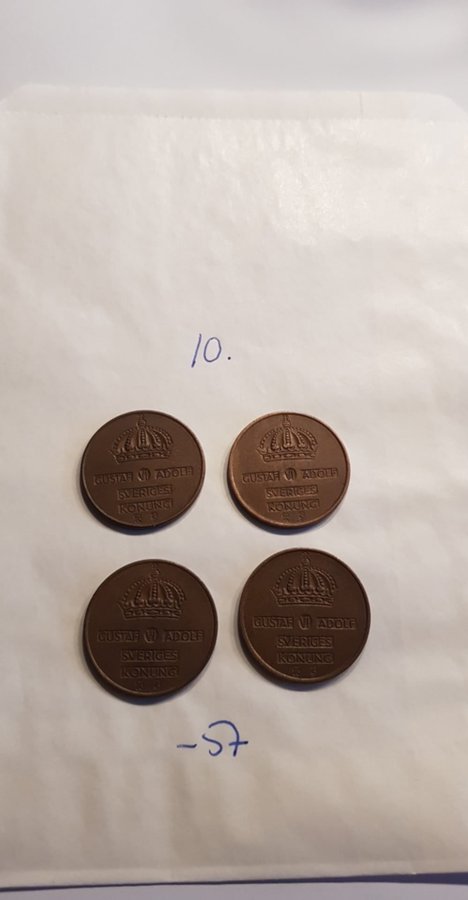 10.
GUSTAF VI ADOLF
SVERIGES
KONUNG
GUSTAF VI ADOLF
SVERIGES
KONUNG
GUSTAF VI ADOLF
SVERIGES
KONUNG
GUSTAF VI ADOLF
SVERIGES
KONUNG
-57